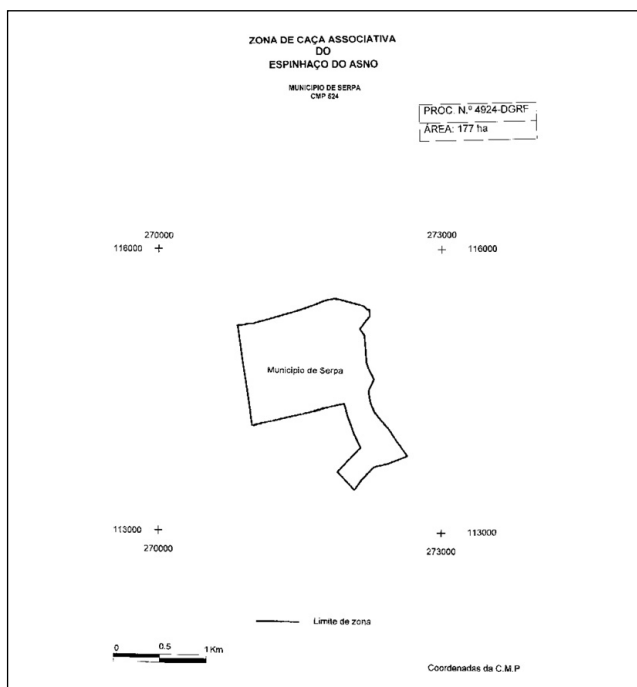 ZONA DE CAÇA ASSOCIATIVA
DO
ESPINHAÇO DO ASNO
MUNICIPIO DE SERPA
CMP 524
PROC. N.º 4924-DGRF
ÁREA: 177 ha
270000
116000
273000
116000
Municipio de Serpa
113000
270000
113000
273000
Limite de zona
0 0.5 1 Km
Coordenadas da C.M.P